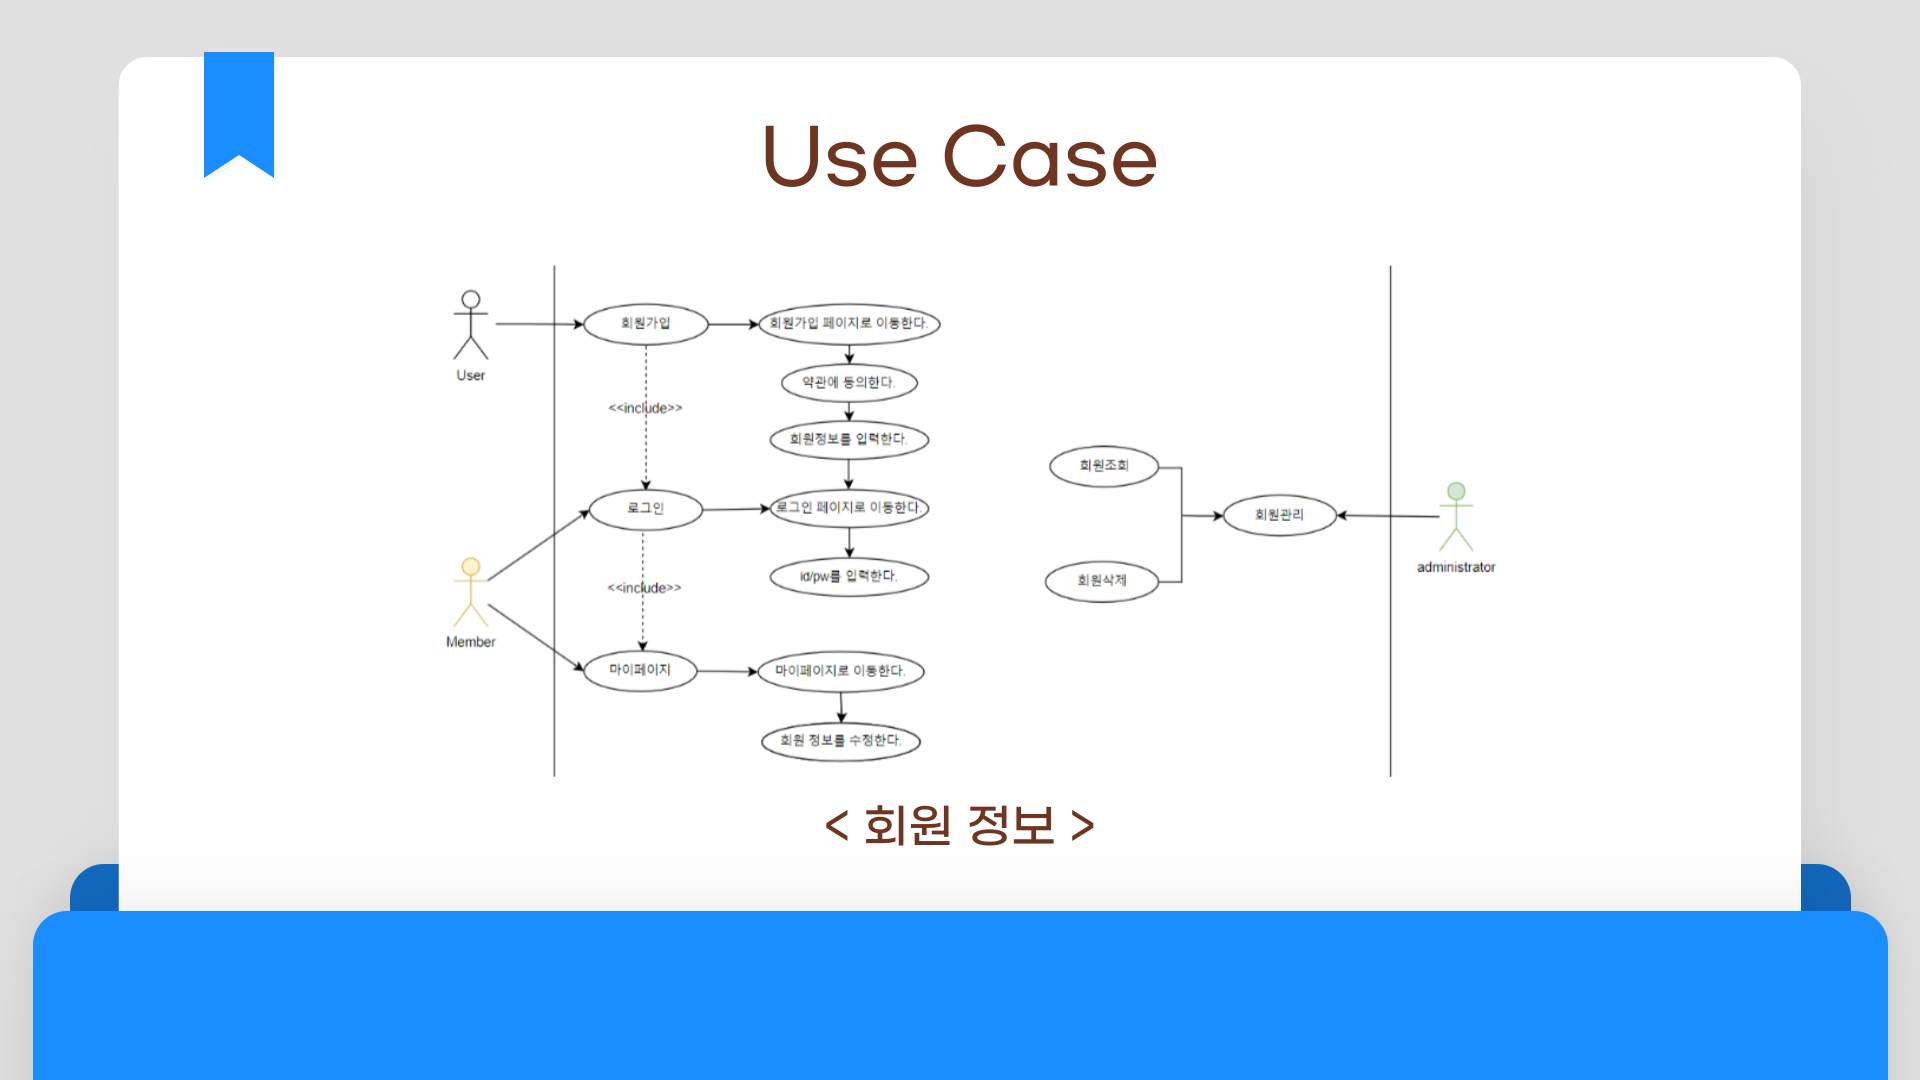 Use Case
User
회원가입
회원가입 페이지로 이동한다.
약관에 동의한다.
<<include>>
회원정보를 입력한다.
로그인
로그인 페이지로 이동한다.
id/pw를 입력한다.
<<include>>
Member
마이페이지
마이페이지로 이동한다.
회원 정보를 수정한다.
회원조회
회원관리
회원삭제
administrator
< 회원 정보 >